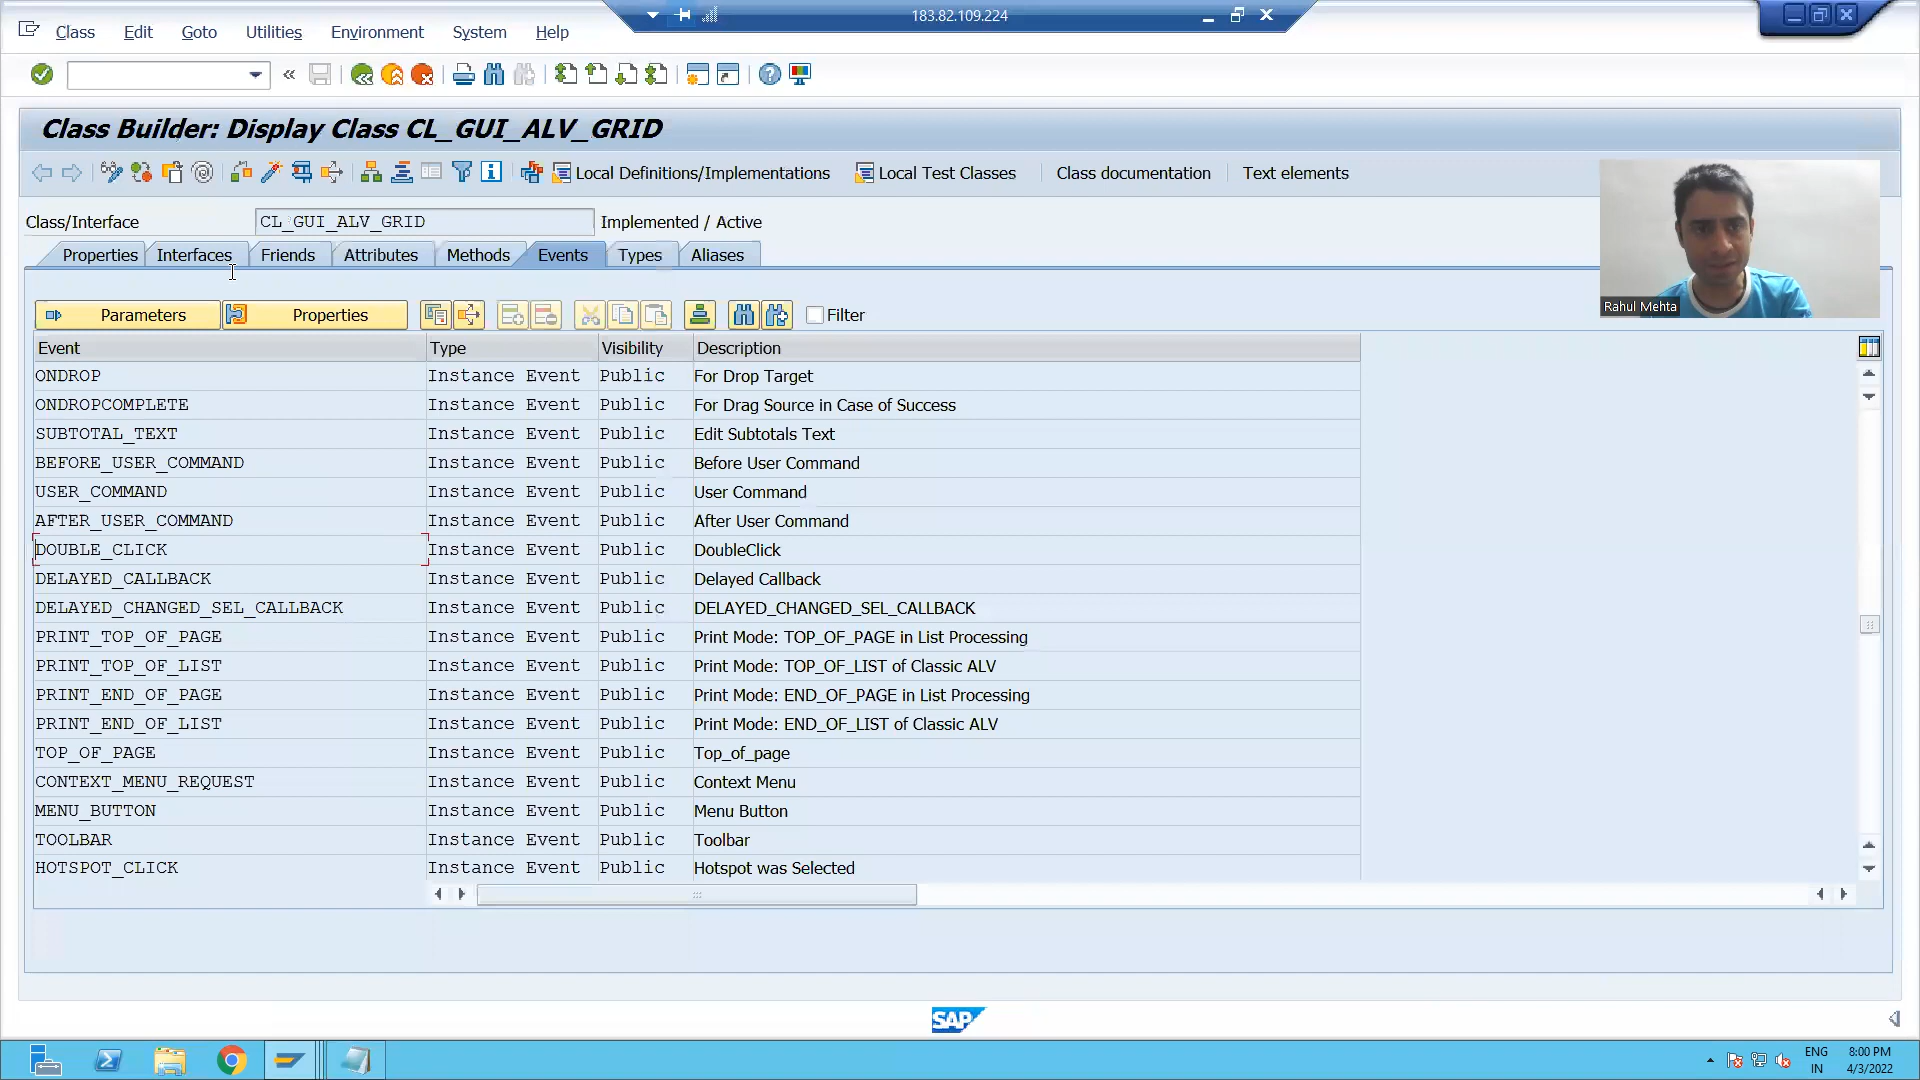 183.82.109.224
Class Edit Goto Utilities Environment System Help
Class Builder: Display Class CL_GUI_ALV_GRID
Local Definitions/Implementations Local Test Classes Class documentation Text elements
Class/Interface CL_GUI_ALV_GRID Implemented / Active
Properties Interfaces Friends Attributes Methods Events Types Aliases
Rahul Mehta
Parameters Properties Filter
Event Type Visibility Description
ONDROP Instance Event Public For Drop Target
ONDROPCOMPLETE Instance Event Public For Drag Source in Case of Success
SUBTOTAL_TEXT Instance Event Public Edit Subtotals Text
BEFORE_USER_COMMAND Instance Event Public Before User Command
USER_COMMAND Instance Event Public User Command
AFTER_USER_COMMAND Instance Event Public After User Command
DOUBLE_CLICK Instance Event Public DoubleClick
DELAYED_CALLBACK Instance Event Public Delayed Callback
DELAYED_CHANGED_SEL_CALLBACK Instance Event Public DELAYED_CHANGED_SEL_CALLBACK
PRINT_TOP_OF_PAGE Instance Event Public Print Mode: TOP_OF_PAGE in List Processing
PRINT_TOP_OF_LIST Instance Event Public Print Mode: TOP_OF_LIST of Classic ALV
PRINT_END_OF_PAGE Instance Event Public Print Mode: END_OF_PAGE in List Processing
PRINT_END_OF_LIST Instance Event Public Print Mode: END_OF_LIST of Classic ALV
TOP_OF_PAGE Instance Event Public Top_of_page
CONTEXT_MENU_REQUEST Instance Event Public Context Menu
MENU_BUTTON Instance Event Public Menu Button
TOOLBAR Instance Event Public Toolbar
HOTSPOT_CLICK Instance Event Public Hotspot was Selected
SAP
ENG 8:00 PM
IN 4/3/2022